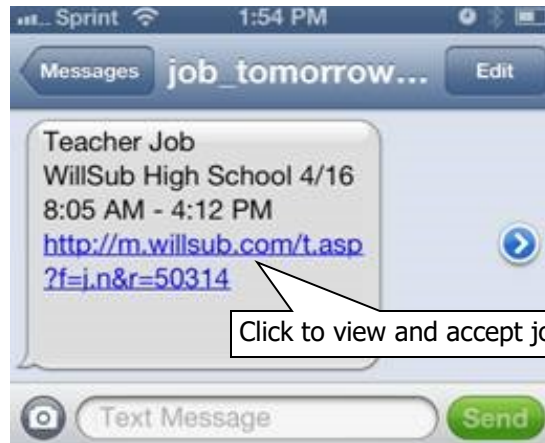 Sprint 1:54 PM
Messages job_tomorrow... Edit
Teacher Job
WillSub High School 4/16
8:05 AM - 4:12 PM
http://m.willsub.com/t.asp
?f=j.n&r=50314
Click to view and accept jo
Text Message Send